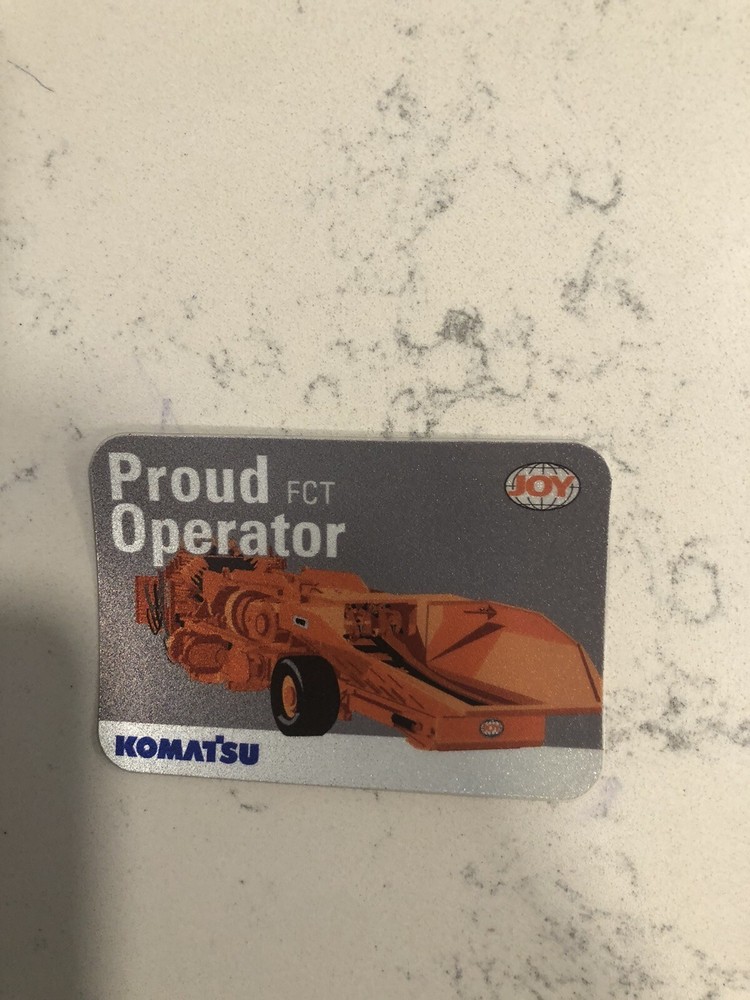 Proud FCT
Operator
JOY
KOMATSU